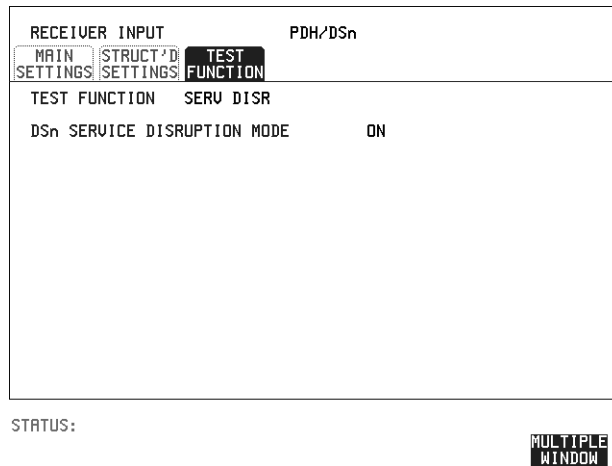 RECEIVER INPUT PDH/DSn
MAIN SETTINGS STRUCT'D SETTINGS TEST FUNCTION
TEST FUNCTION SERV DISR
DSn SERVICE DISRUPTION MODE ON
STATUS:
MULTIPLE
WINDOW